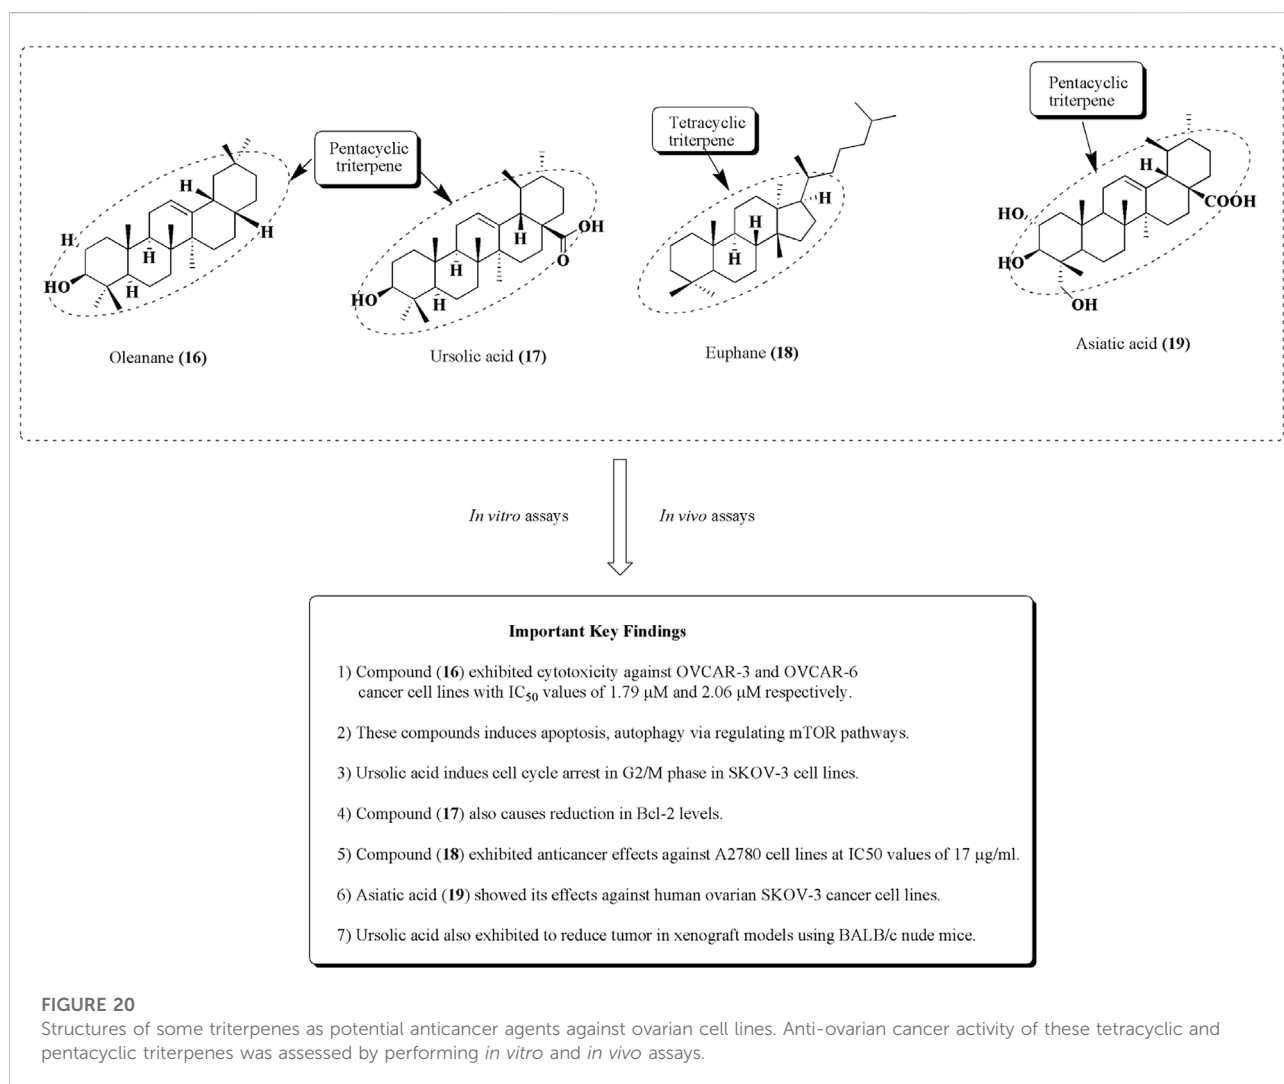 Pentacyclic
triterpene
Tetracyclic
triterpene
Pentacyclic
triterpene
H
H
H
H
H
HO
H
H
H
HO
OH
O
H
H
H
HO
HO
H
COOH
OH
Oleanane (16)
Ursolic acid (17)
Euphane (18)
Asiatic acid (19)
In vitro assays
In vivo assays
Important Key Findings
1) Compound (16) exhibited cytotoxicity against OVCAR-3 and OVCAR-6
cancer cell lines with IC50 values of 1.79 μM and 2.06 μM respectively.
2) These compounds induces apoptosis, autophagy via regulating mTOR pathways.
3) Ursolic acid indues cell cycle arrest in G2/M phase in SKOV-3 cell lines.
4) Compound (17) also causes reduction in Bcl-2 levels.
5) Compound (18) exhibited anticancer effects against A2780 cell lines at IC50 values of 17 μg/ml.
6) Asiatic acid (19) showed its effects against human ovarian SKOV-3 cancer cell lines.
7) Ursolic acid also exhibited to reduce tumor in xenograft models using BALB/c nude mice.
FIGURE 20
Structures of some triterpenes as potential anticancer agents against ovarian cell lines. Anti-ovarian cancer activity of these tetracyclic and
pentacyclic triterpenes was assessed by performing in vitro and in vivo assays.